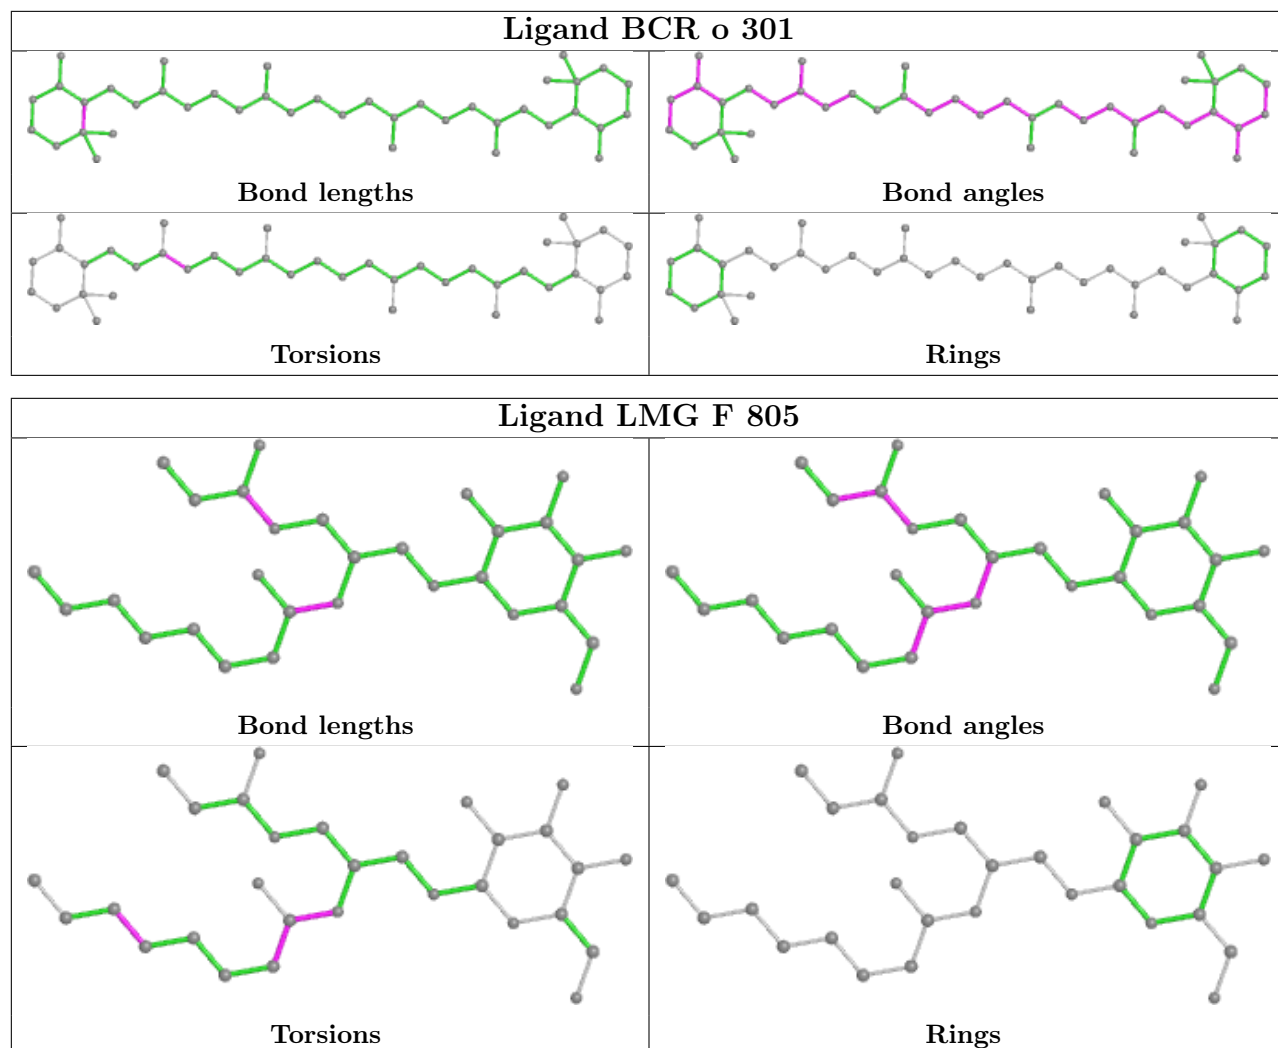 Ligand BCR o 301
Bond lengths
Bond angles
Torsions
Rings
Ligand LMG F 805
Bond lengths
Bond angles
Torsions
Rings